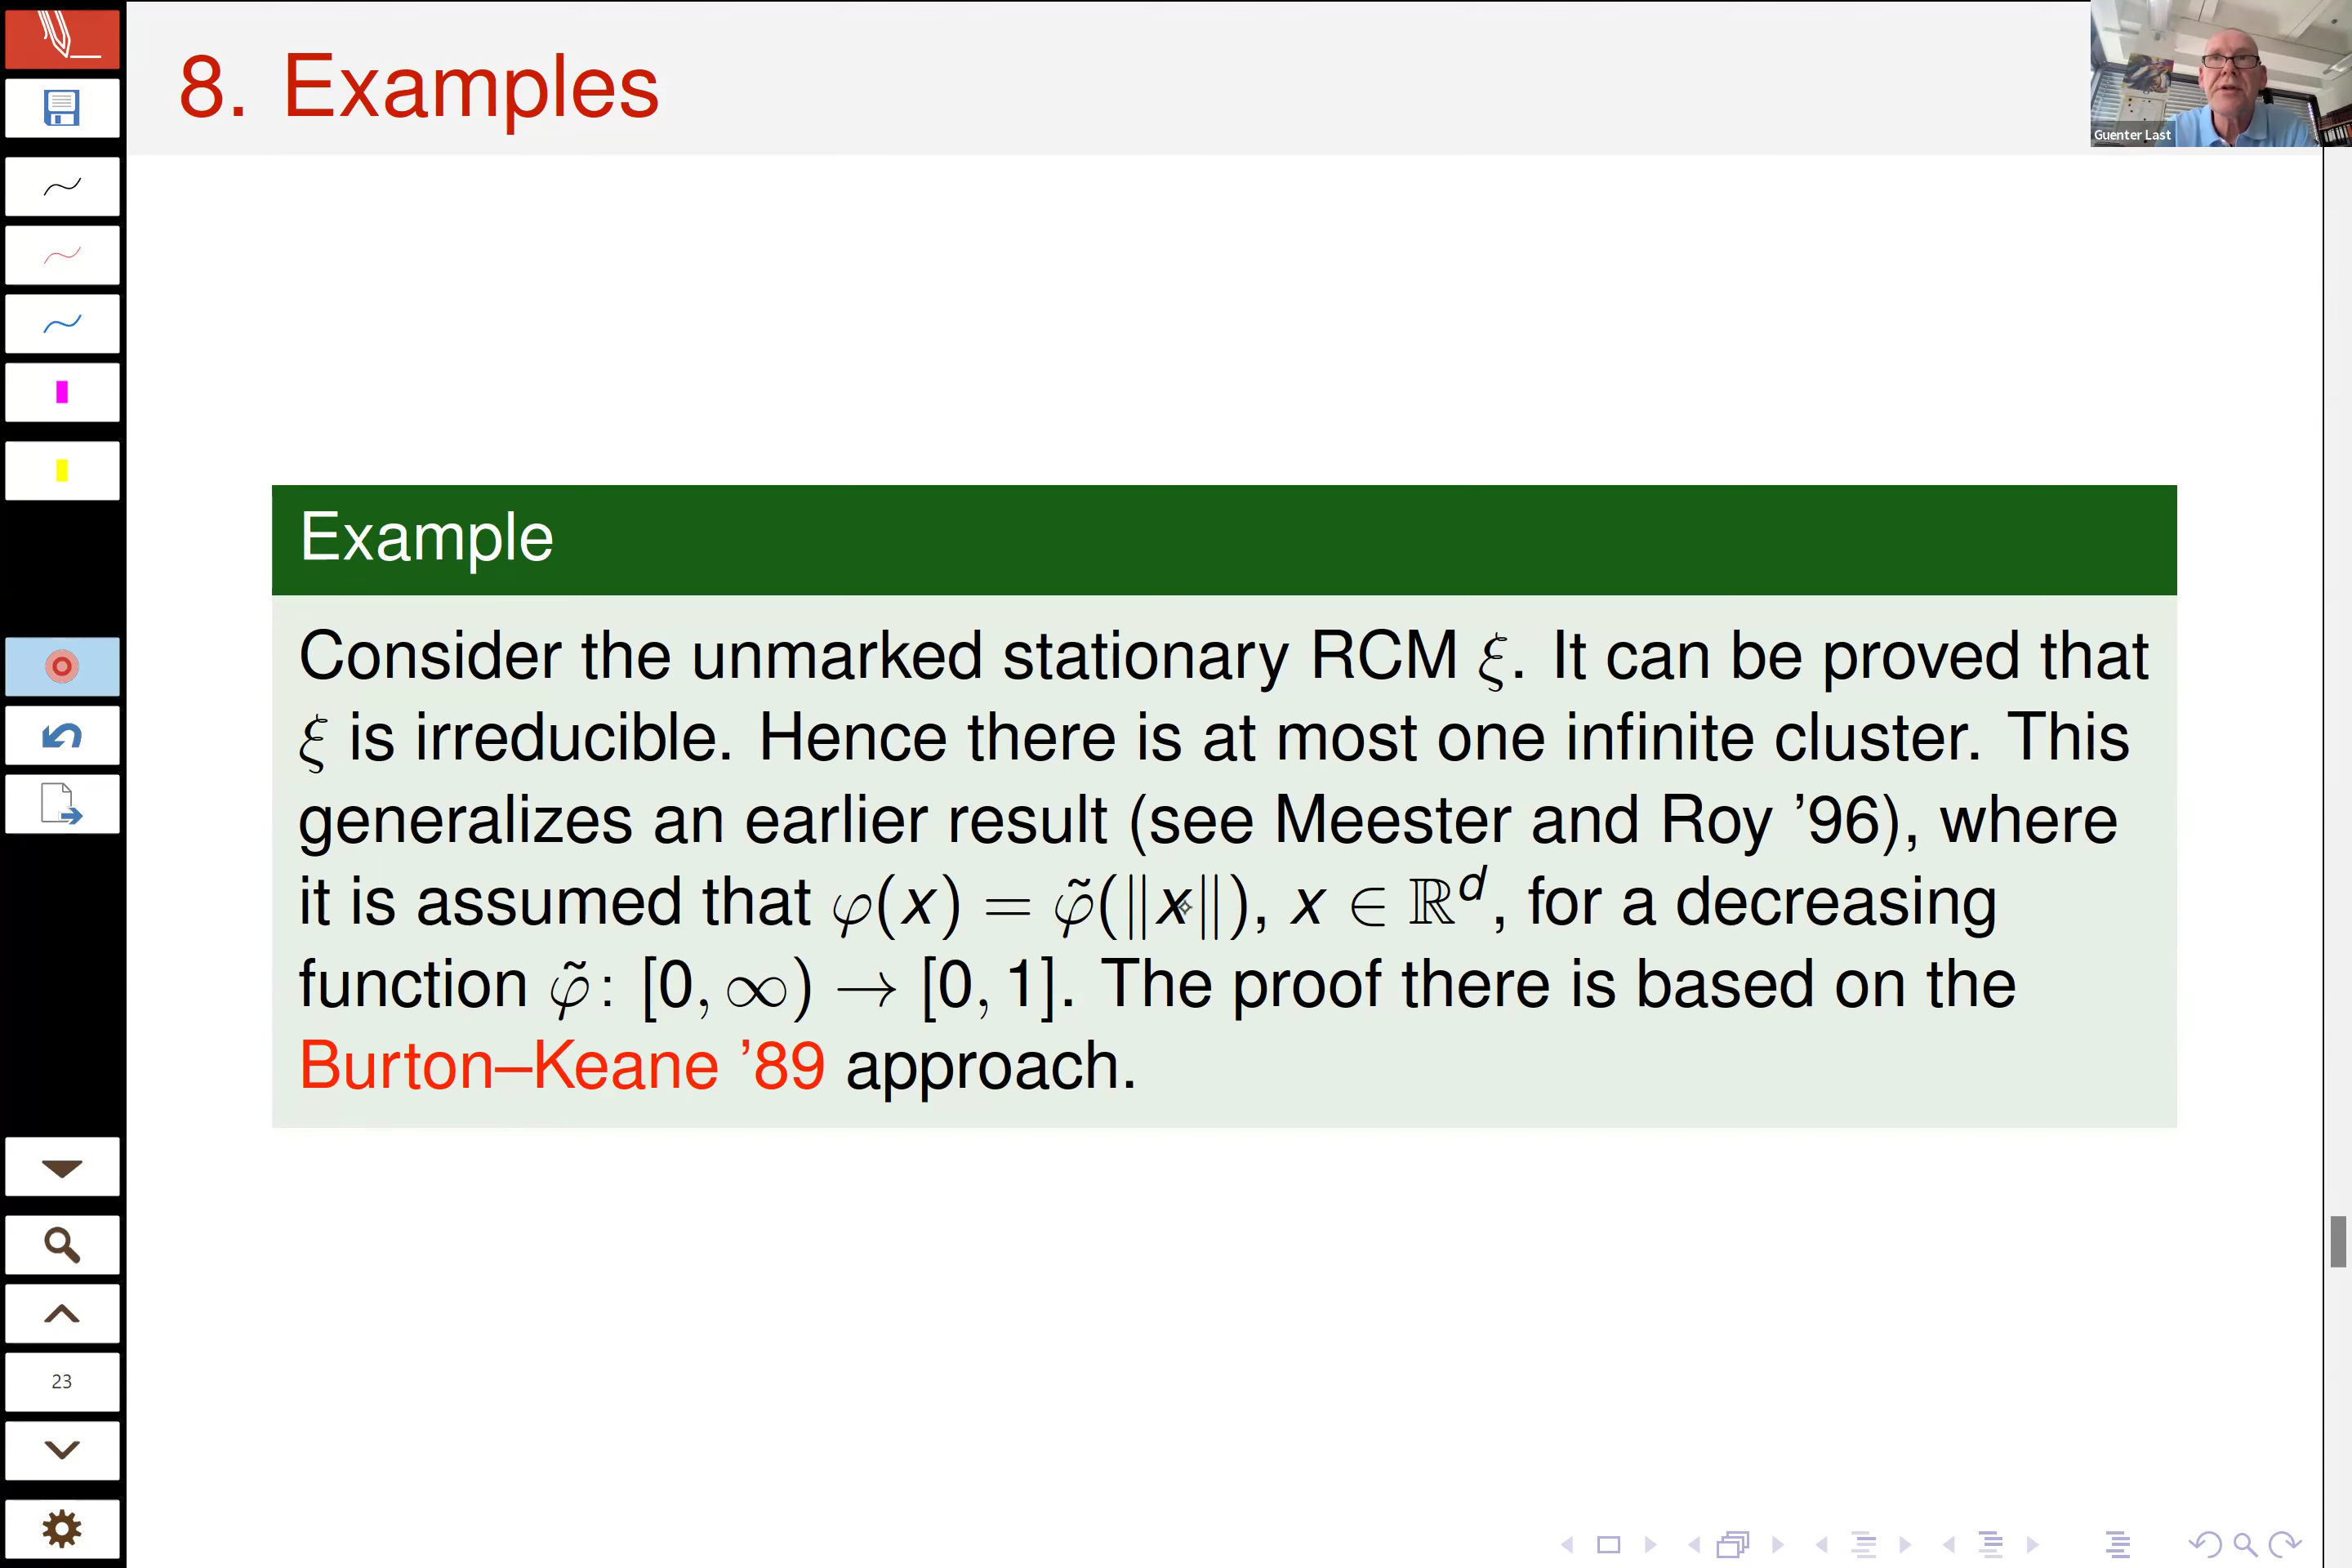 8. Examples
Guenter Last
Example
Consider the unmarked stationary RCM ξ. It can be proved that
ξ is irreducible. Hence there is at most one infinite cluster. This
generalizes an earlier result (see Meester and Roy ’96), where
it is assumed that φ(x) = φ̃(‖x‖), x ∈ ℝᵈ, for a decreasing
function φ̃: [0, ∞) → [0, 1]. The proof there is based on the
Burton–Keane ’89 approach.
23